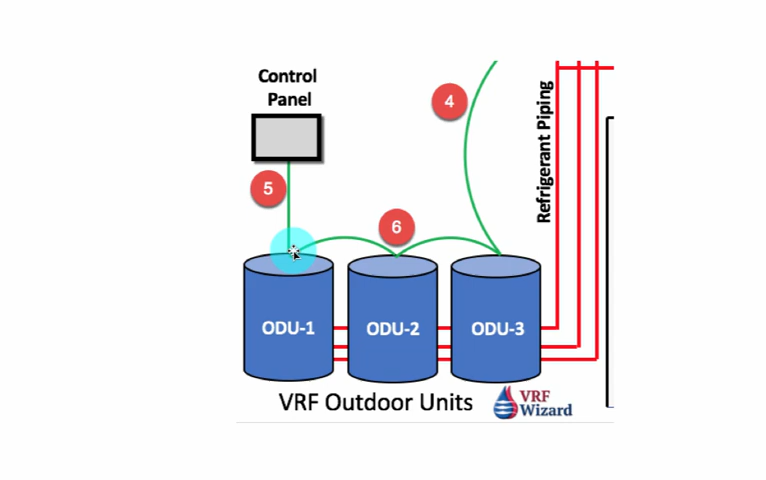 Control
Panel
4
Refrigerant Piping
5
6
ODU-1
ODU-2
ODU-3
VRF Outdoor Units
VRF
Wizard